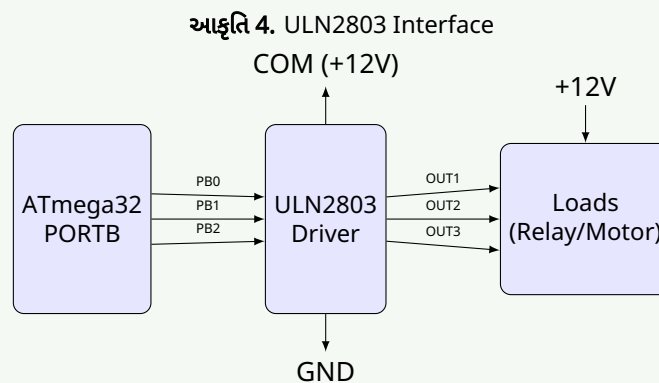 આકૃતિ 4. ULN2803 Interface
COM (+12V)
+12V
ATmega32
PORTB
PB0
PB1
PB2
ULN2803
Driver
OUT1
OUT2
OUT3
Loads
(Relay/Motor)
GND